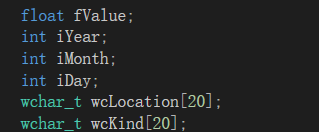 float fValue;
int iYear;
int iMonth;
int iDay;
wchar_t wcLocation[20];
wchar_t wcKind[20];